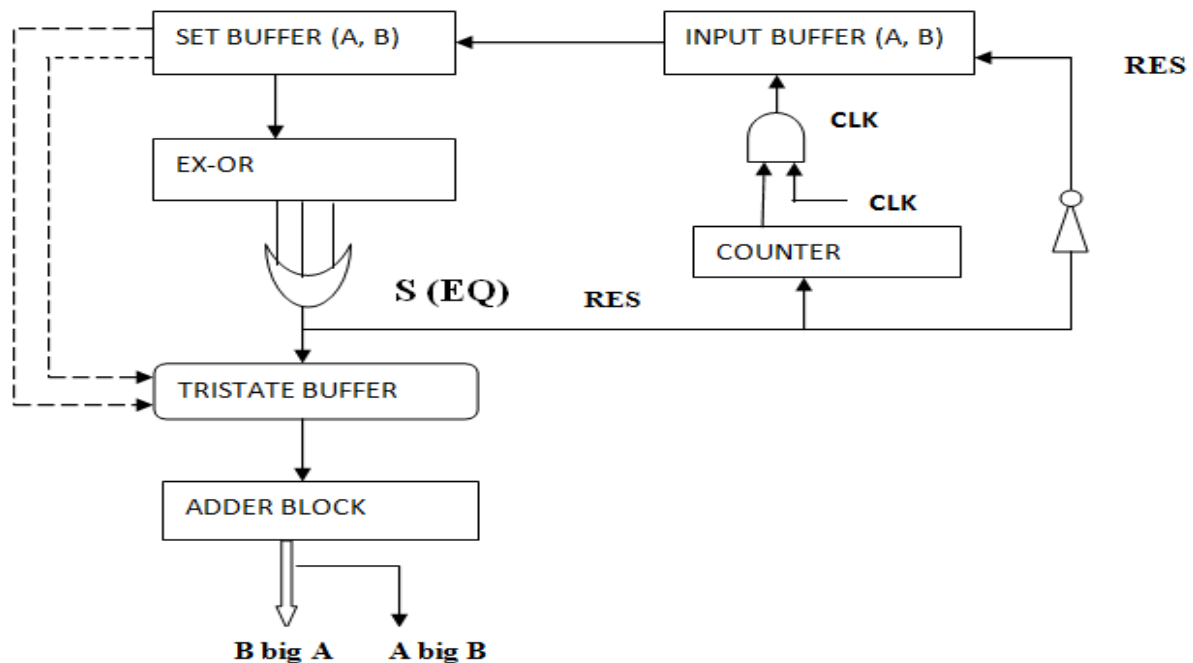 SET BUFFER (A, B)
INPUT BUFFER (A, B)
RES
CLK
EX-OR
CLK
COUNTER
S (EQ)
RES
TRISTATE BUFFER
ADDER BLOCK
B big A
A big B